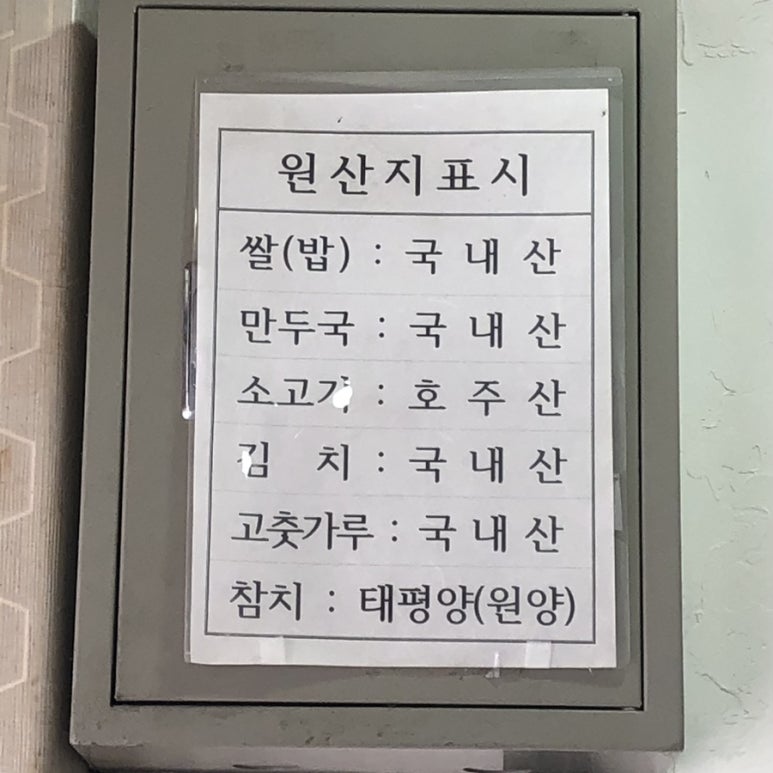 원산지표시
쌀(밥) : 국 내 산
만두국 : 국 내 산
소고기 : 호 주 산
김 치 : 국 내 산
고춧가루 : 국 내 산
참치 : 태평양(원양)